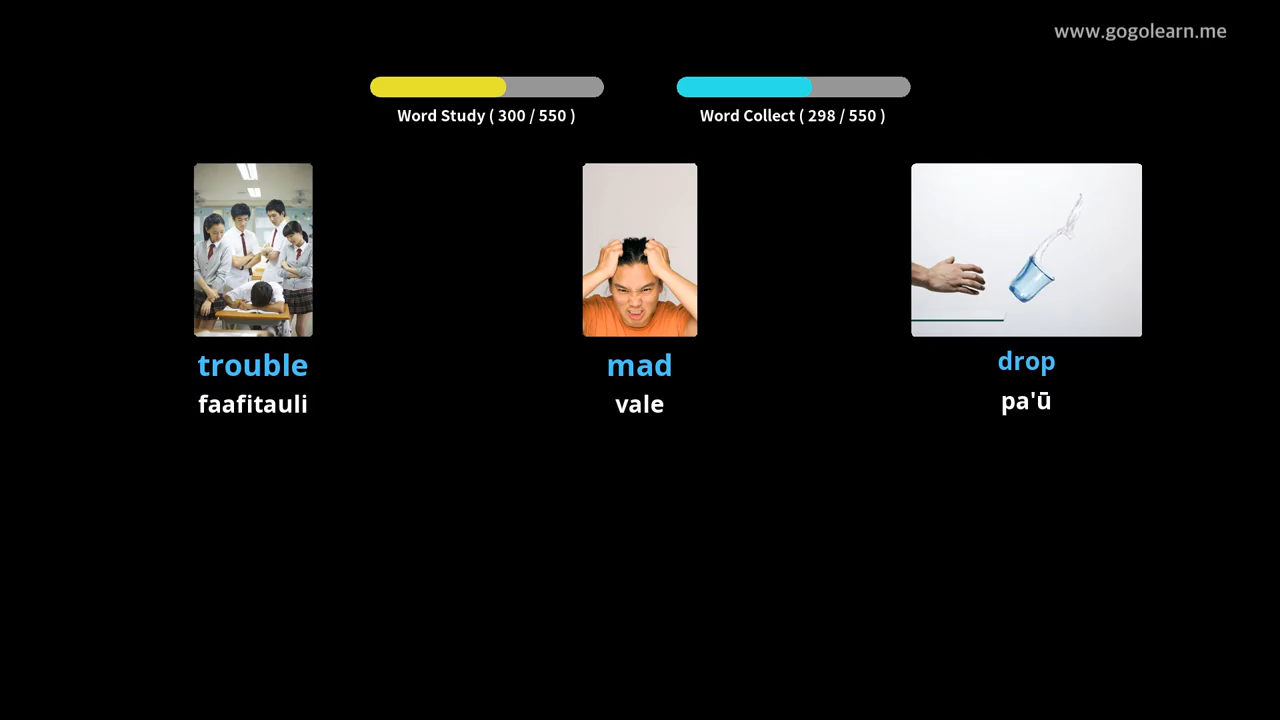 www.gogolearn.me
Word Study ( 300 / 550 )
Word Collect ( 298 / 550 )
trouble
faafitauli
mad
vale
drop
pa'ū